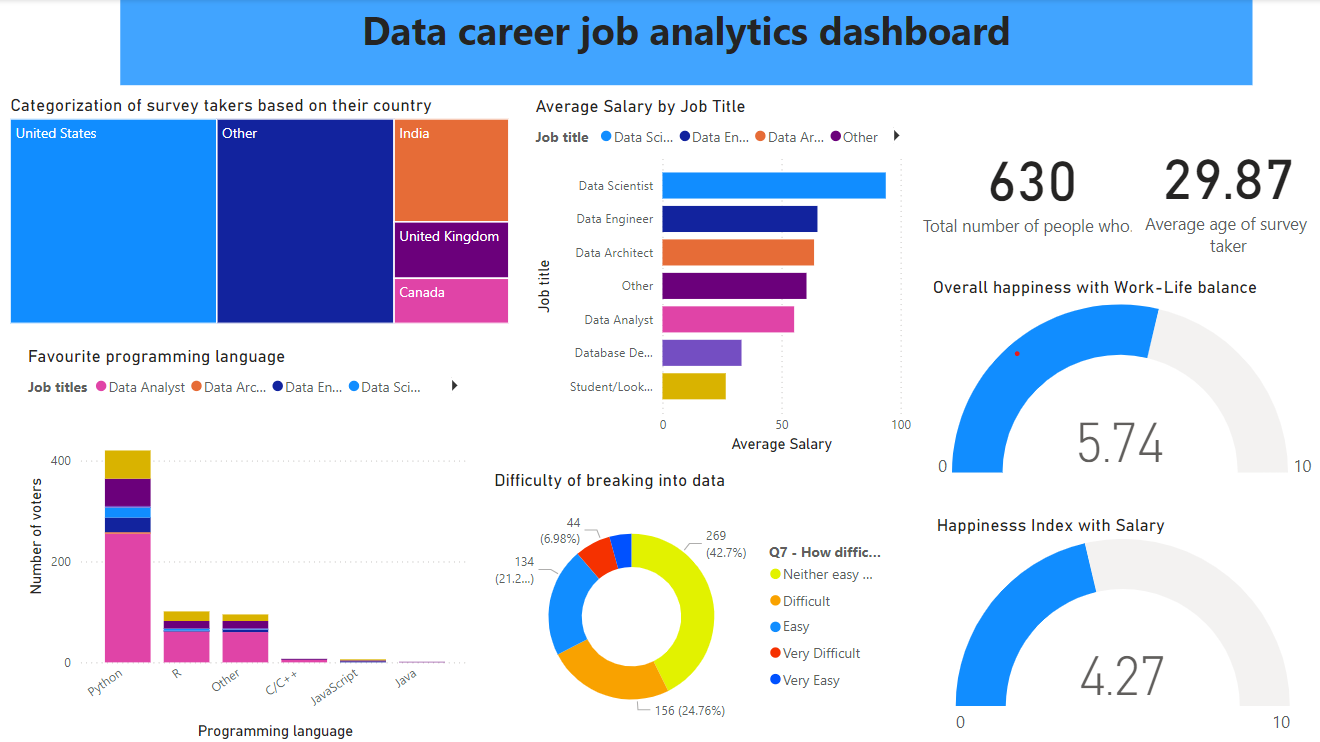 Data career job analytics dashboard
Categorization of survey takers based on their country
United States
Other
India
United Kingdom
Canada
Average Salary by Job Title
Job title Data Sci... Data En... Data Ar... Other
Job title
Data Scientist
Data Engineer
Data Architect
Other
Data Analyst
Database De...
Student/Look...
0 50 100
Average Salary
630
Total number of people who.
29.87
Average age of survey
taker
Overall happiness with Work-Life balance
5.74
0 10
Favourite programming language
Job titles Data Analyst Data Arc... Data En... Data Sci...
Number of voters
400
200
0
Python R Other C/C++ JavaScript Java
Programming language
Difficulty of breaking into data
44
(6.98%)
134
(21.2...)
269
(42.7%)
156 (24.76%)
Q7 - How diffic...
Neither easy ...
Difficult
Easy
Very Difficult
Very Easy
Happinesss Index with Salary
4.27
0 10